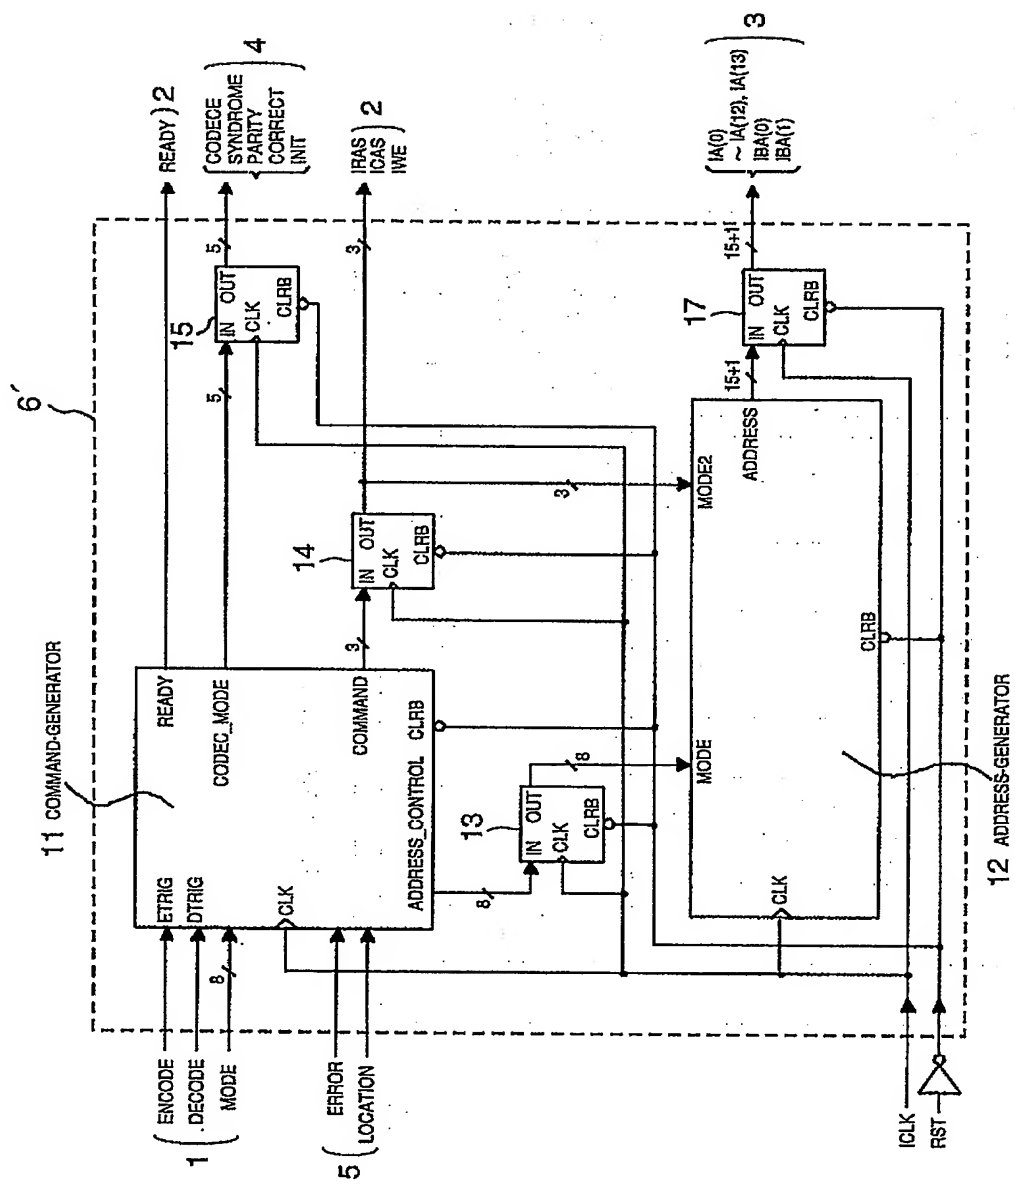 6′
11 COMMAND-GENERATOR
ENCODE
DECODE
MODE
1
ERROR
LOCATION
5
ETRIG
DTRIG
8
CLK
READY
CODEC_MODE
COMMAND
ADDRESS_CONTROL
CLRB
READY
2
5
15
IN
OUT
CLK
CLRB
5
CODECE
SYNDROME
PARITY
CORRECT
INIT
4
3
14
IN
OUT
CLK
CLRB
3
IRAS
ICAS
IWE
2
3
8
13
IN
OUT
CLK
CLRB
8
MODE
MODE2
ADDRESS
CLK
CLRB
12 ADDRESS-GENERATOR
15+1
17
IN
OUT
CLK
CLRB
15+1
IA(0)
~ IA(12), IA(13)
IBA(0)
IBA(1)
3
ICLK
RST